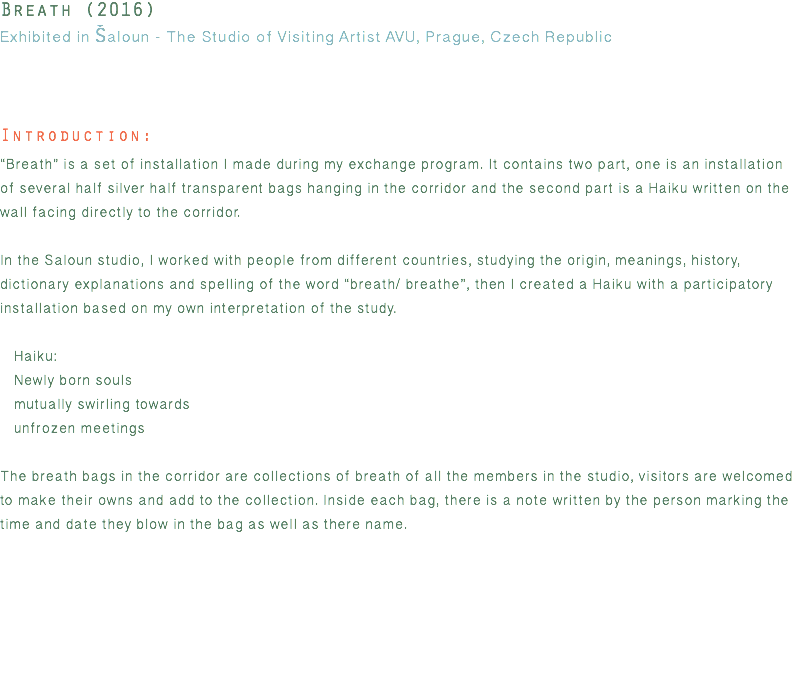 Breath (2016)
Exhibited in Šaloun - The Studio of Visiting Artist AVU, Prague, Czech Republic
Introduction:
"Breath" is a set of installation I made during my exchange program. It contains two part, one is an installation
of several half silver half transparent bags hanging in the corridor and the second part is a Haiku written on the
wall facing directly to the corridor.
In the Saloun studio, I worked with people from different countries, studying the origin, meanings, history,
dictionary explanations and spelling of the word “breath/ breathe”, then I created a Haiku with a participatory
installation based on my own interpretation of the study.
Haiku:
Newly born souls
mutually swirling towards
unfrozen meetings
The breath bags in the corridor are collections of breath of all the members in the studio, visitors are welcomed
to make their owns and add to the collection. Inside each bag, there is a note written by the person marking the
time and date they blow in the bag as well as there name.